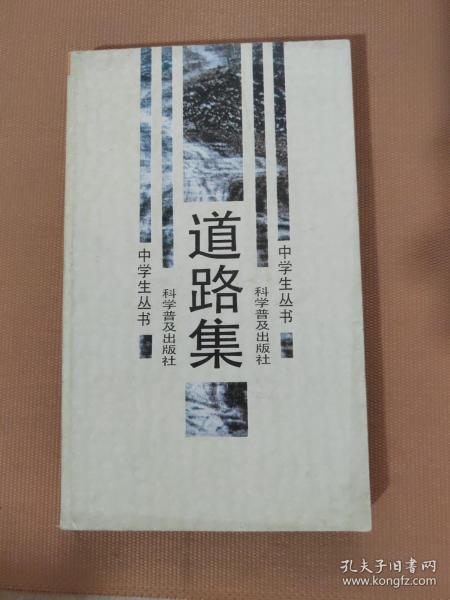 道路集
中学生丛书
科学普及出版社
科学普及出版社
中学生丛书
孔夫子旧书网
www.kongfz.com